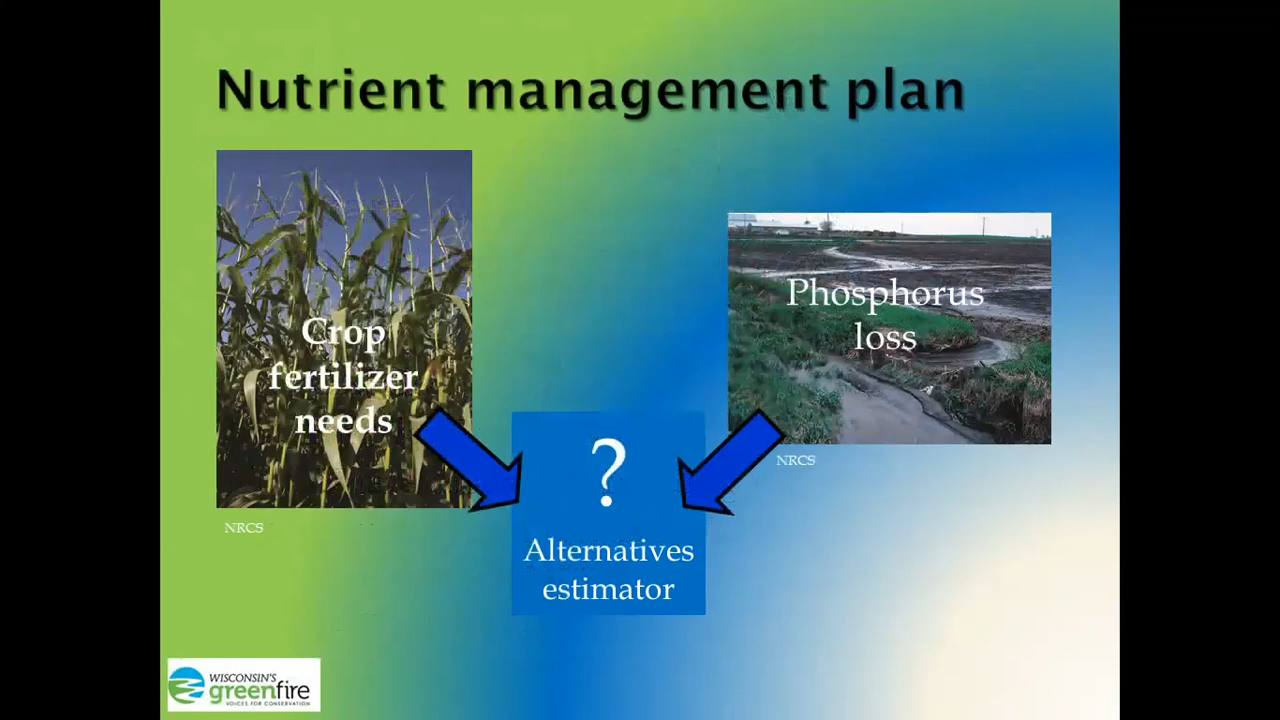 Nutrient management plan
Crop
fertilizer
needs
NRCS
Phosphorus
loss
NRCS
?
Alternatives
estimator
WISCONSIN'S
greenfire
VOICES FOR CONSERVATION